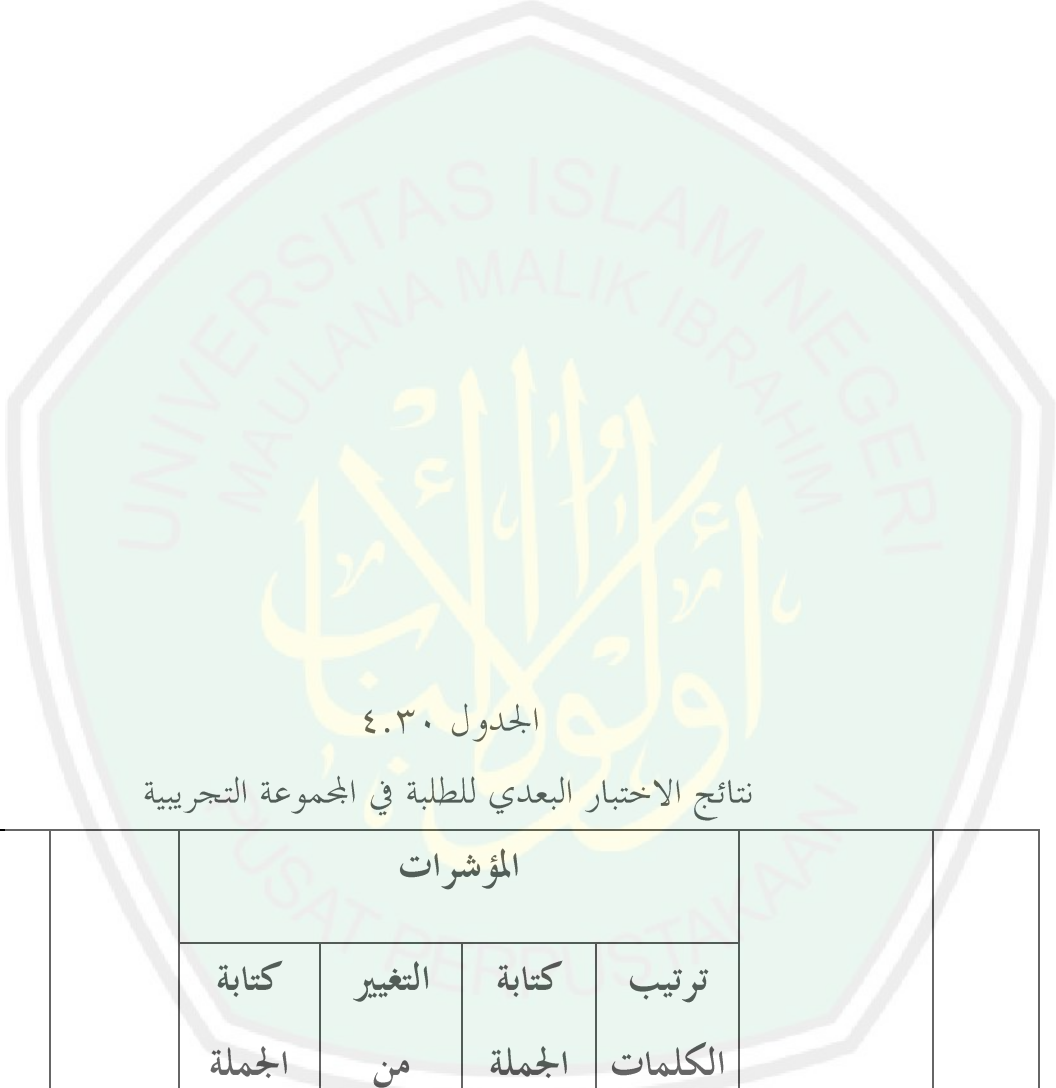 UNIVERSITAS ISLAM NEGERI
MAULANA MALIK IBRAHIM
الجدول ٤.٣٠
نتائج الاختبار البعدي للطلبة في المجموعة التجريبية
المؤشرات
ترتيب كتابة التغيير كتابة
الكلمات الجملة من الجملة
PUSAT PERPUSTAKAAN